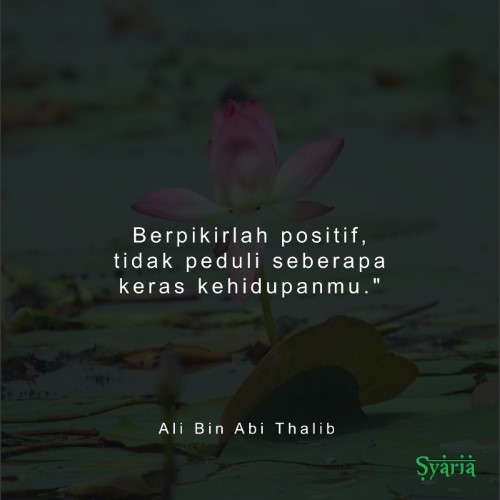 Berpikirlah positif,
tidak peduli seberapa
keras kehidupanmu."
Ali Bin Abi Thalib
Syaria